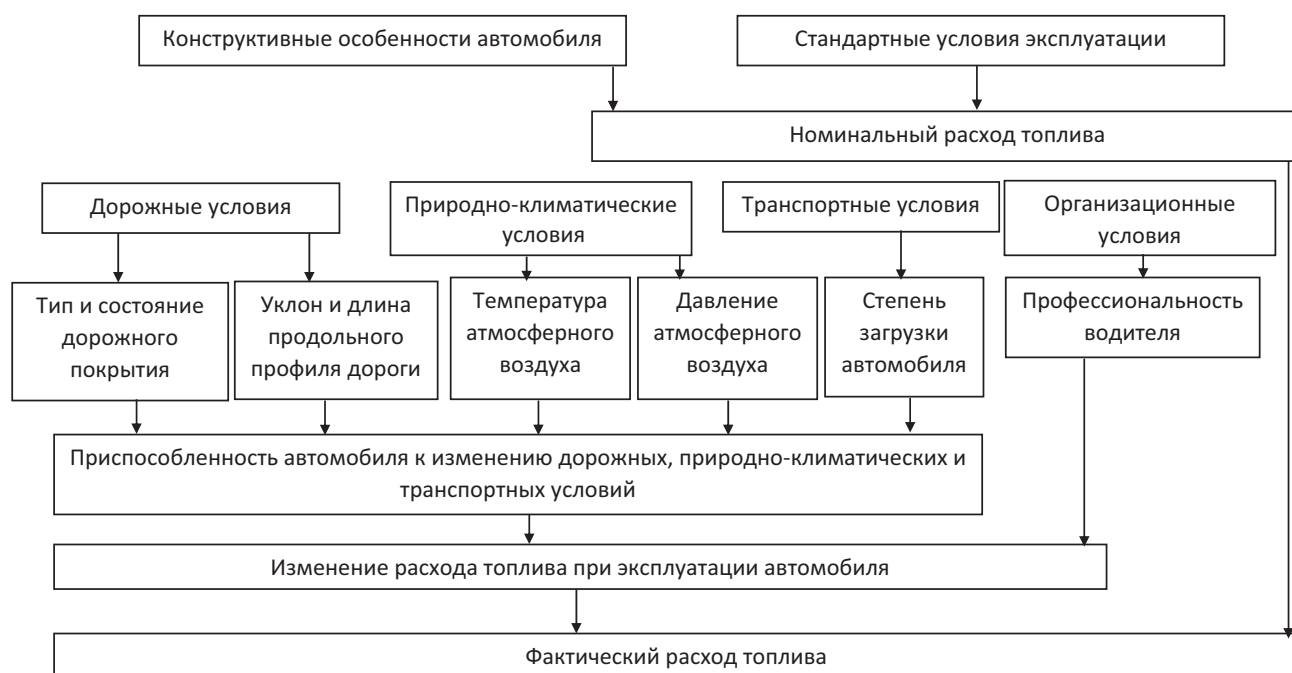 Конструктивные особенности автомобиля
Стандартные условия эксплуатации
Номинальный расход топлива
Дорожные условия
Природно-климатические
условия
Транспортные условия
Организационные
условия
Тип и состояние
дорожного
покрытия
Уклон и длина
продольного
профиля дороги
Температура
атмосферного
воздуха
Давление
атмосферного
воздуха
Степень
загрузки
автомобиля
Профессиональность
водителя
Приспособленность автомобиля к изменению дорожных, природно-климатических и
транспортных условий
Изменение расхода топлива при эксплуатации автомобиля
Фактический расход топлива